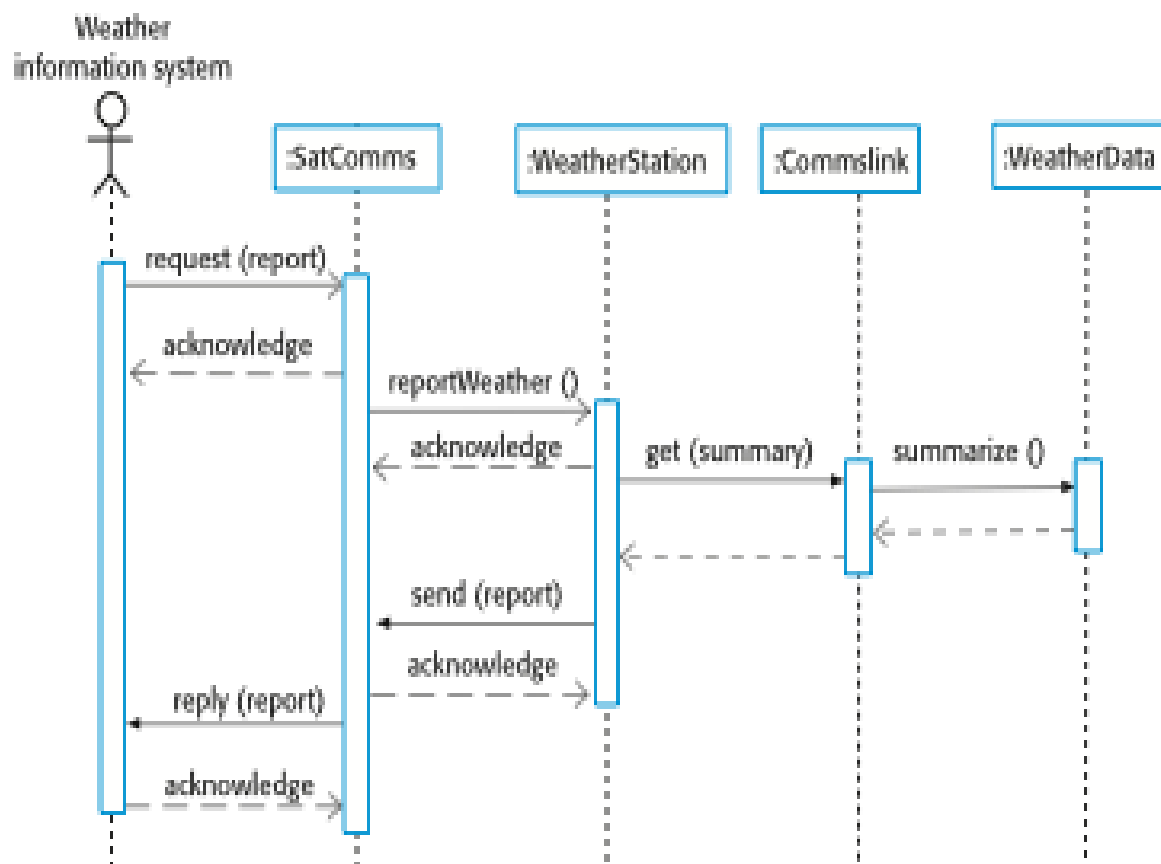 Weather
information system
:SatComms
:WeatherStation
:Commslink
:WeatherData
request (report)
acknowledge
reportWeather ()
acknowledge
get (summary)
summarize ()
send (report)
acknowledge
reply (report)
acknowledge